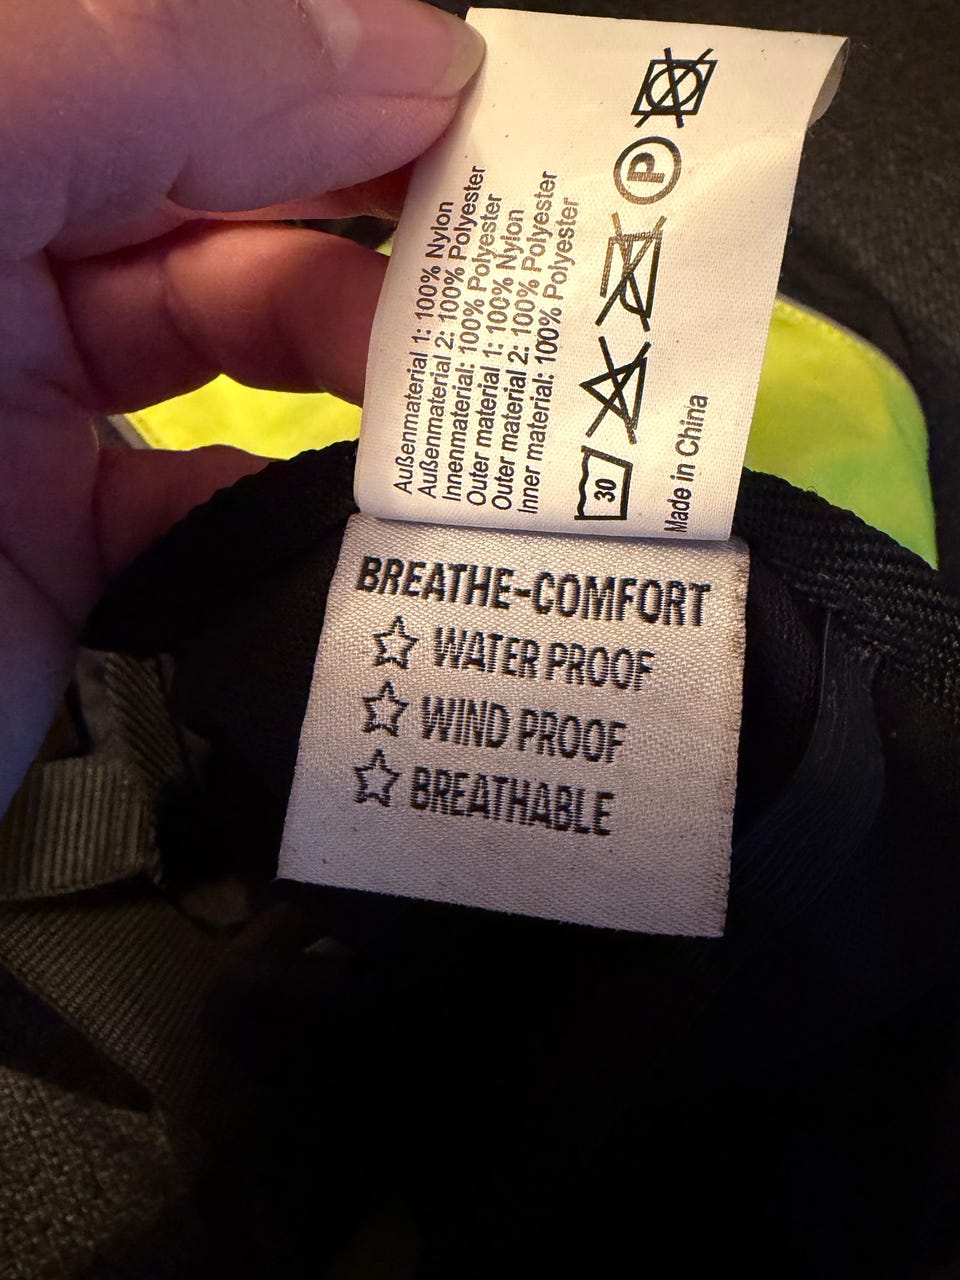 Außenmaterial 1: 100% Nylon
Außenmaterial 2: 100% Polyester
Innenmaterial: 100% Polyester
Outer material 1: 100% Nylon
Outer material 2: 100% Polyester
Inner material: 100% Polyester
30
P
Made in China
BREATHE-COMFORT
WATER PROOF
WIND PROOF
BREATHABLE